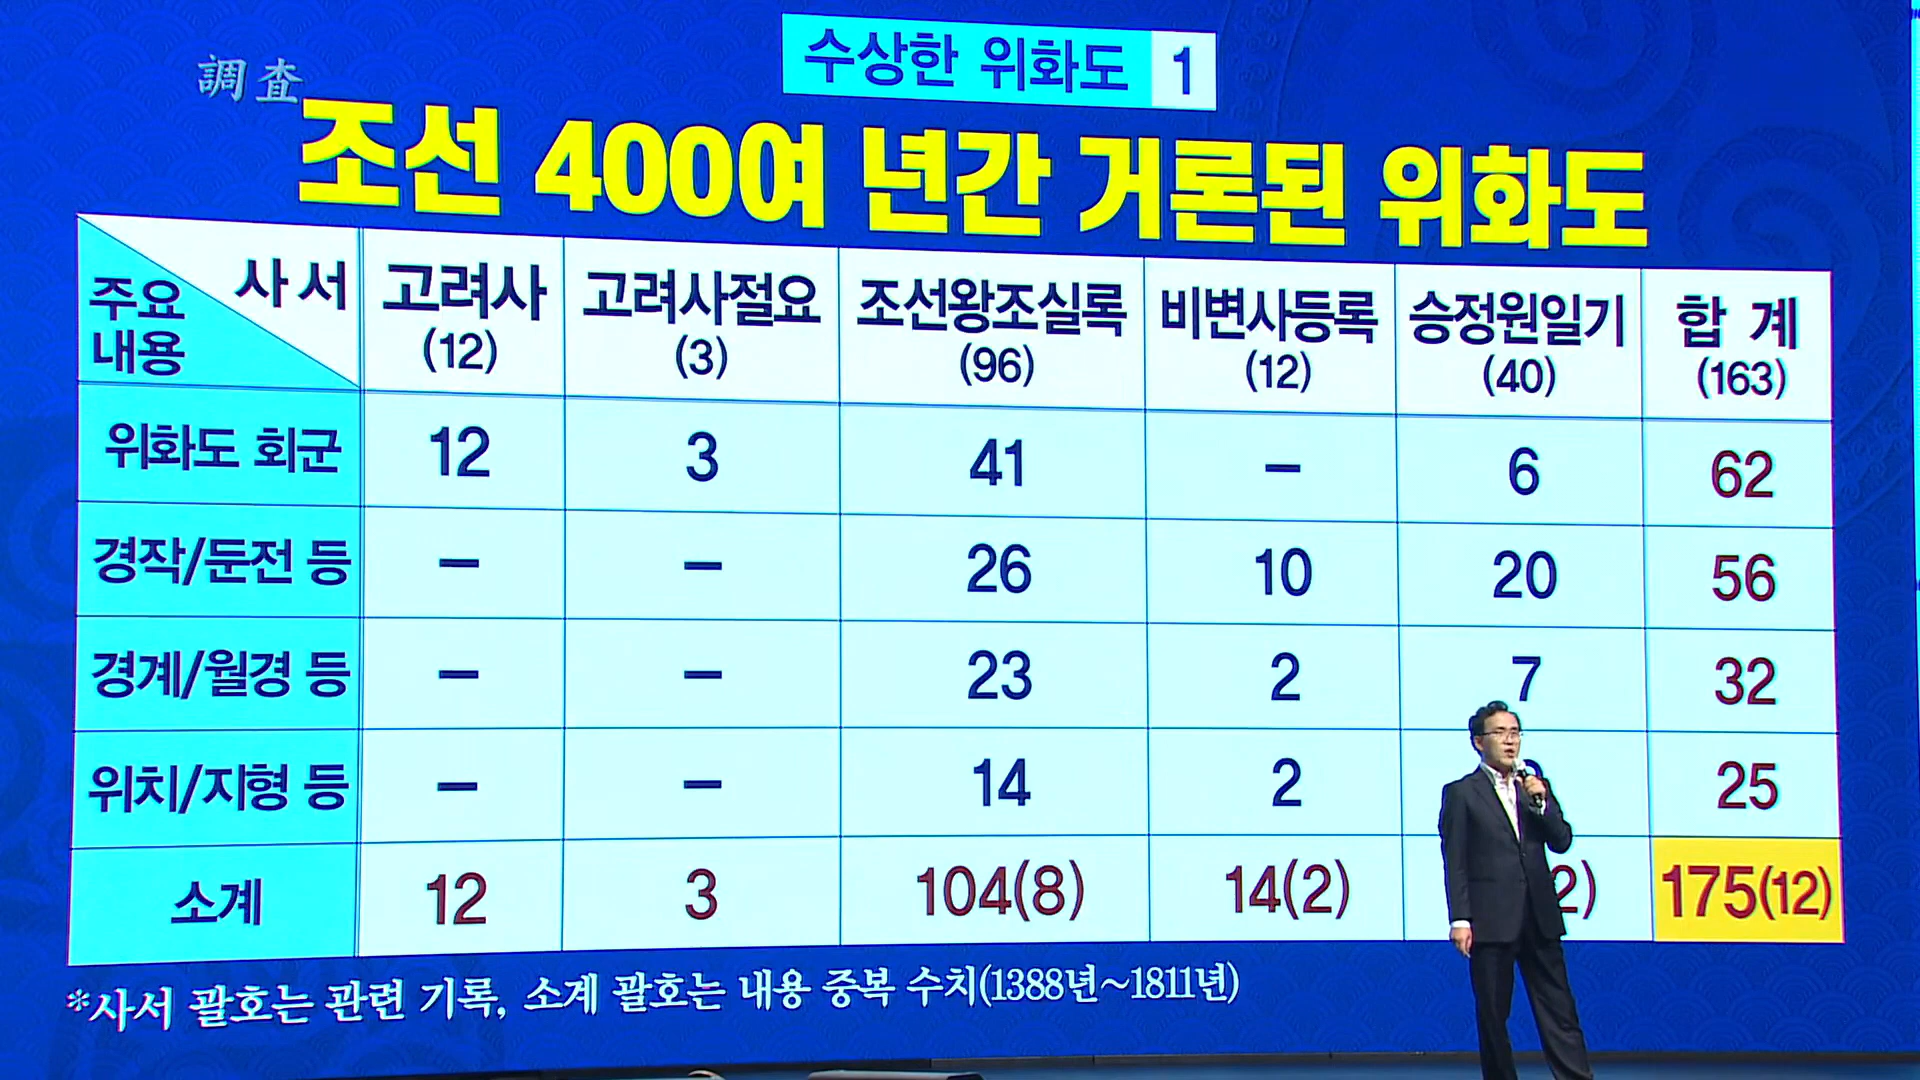 수상한 위화도 1
調査
조선 400여 년간 거론된 위화도
사서 고려사 고려사절요 조선왕조실록 비변사등록 승정원일기 합 계
주요 내용 (12) (3) (96) (12) (40) (163)
위화도 회군 12 3 41 – 6 62
경작/둔전 등 – – 26 10 20 56
경계/월경 등 – – 23 2 7 32
위치/지형 등 – – 14 2 25
소계 12 3 104(8) 14(2) 2) 175(12)
*사서 괄호는 관련 기록, 소계 괄호는 내용 중복 수치(1388년~1811년)